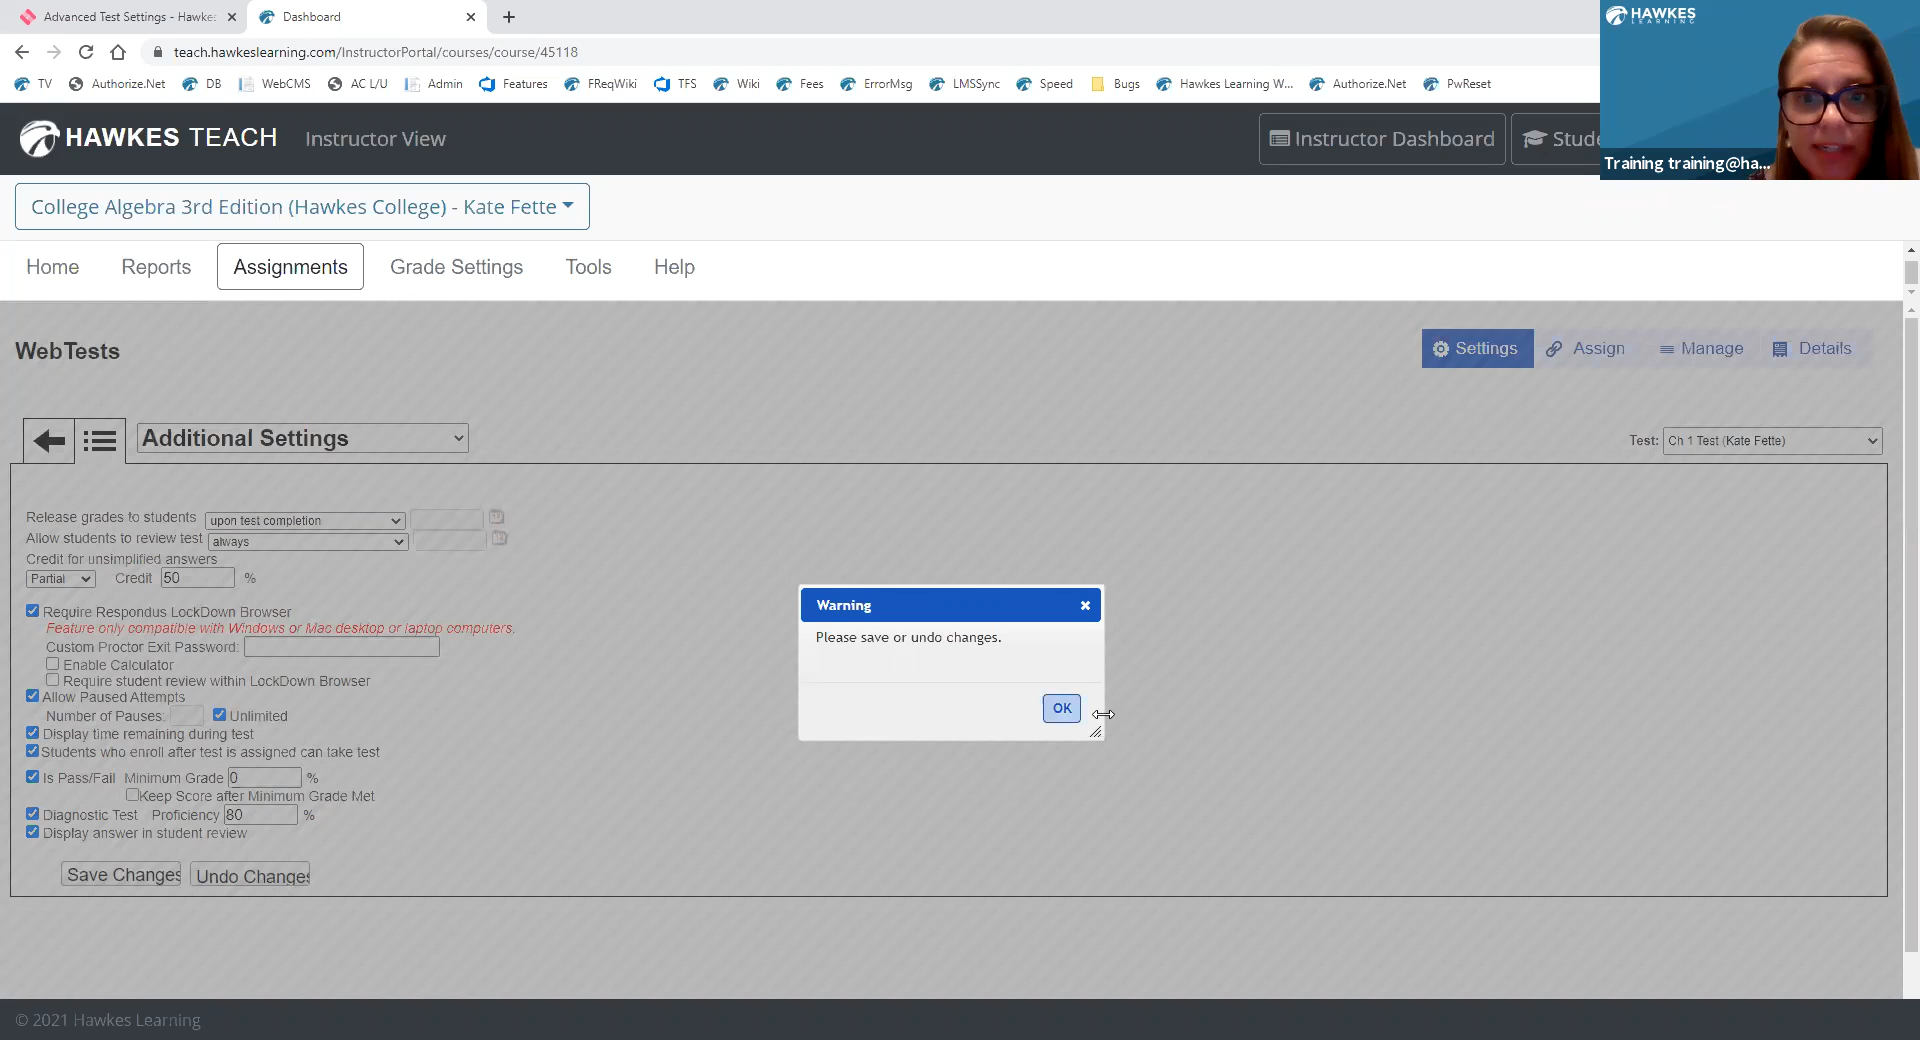 Advanced Test Settings - Hawkes
Dashboard
teach.hawkeslearning.com/InstructorPortal/courses/course/45118
TV
Authorize.Net
DB
WebCMS
AC L/U
Admin
Features
FReqWiki
TFS
Wiki
Fees
ErrorMsg
LMSSync
Speed
Bugs
Hawkes Learning W...
Authorize.Net
PwReset
HAWKES
LEARNING
Training training@ha...
HAWKES TEACH
Instructor View
Instructor Dashboard
Stude
College Algebra 3rd Edition (Hawkes College) - Kate Fette
Home
Reports
Assignments
Grade Settings
Tools
Help
WebTests
Settings
Assign
Manage
Details
Additional Settings
Test: Ch 1 Test (Kate Fette)
Release grades to students upon test completion
Allow students to review test always
Credit for unsimplified answers
Partial Credit 50 %
Require Respondus LockDown Browser
Feature only compatible with Windows or Mac desktop or laptop computers.
Custom Proctor Exit Password:
Enable Calculator
Require student review within LockDown Browser
Allow Paused Attempts
Number of Pauses: Unlimited
Display time remaining during test
Students who enroll after test is assigned can take test
Is Pass/Fail Minimum Grade 0 %
Keep Score after Minimum Grade Met
Diagnostic Test Proficiency 80 %
Display answer in student review
Save Changes
Undo Changes
Warning
Please save or undo changes.
OK
© 2021 Hawkes Learning